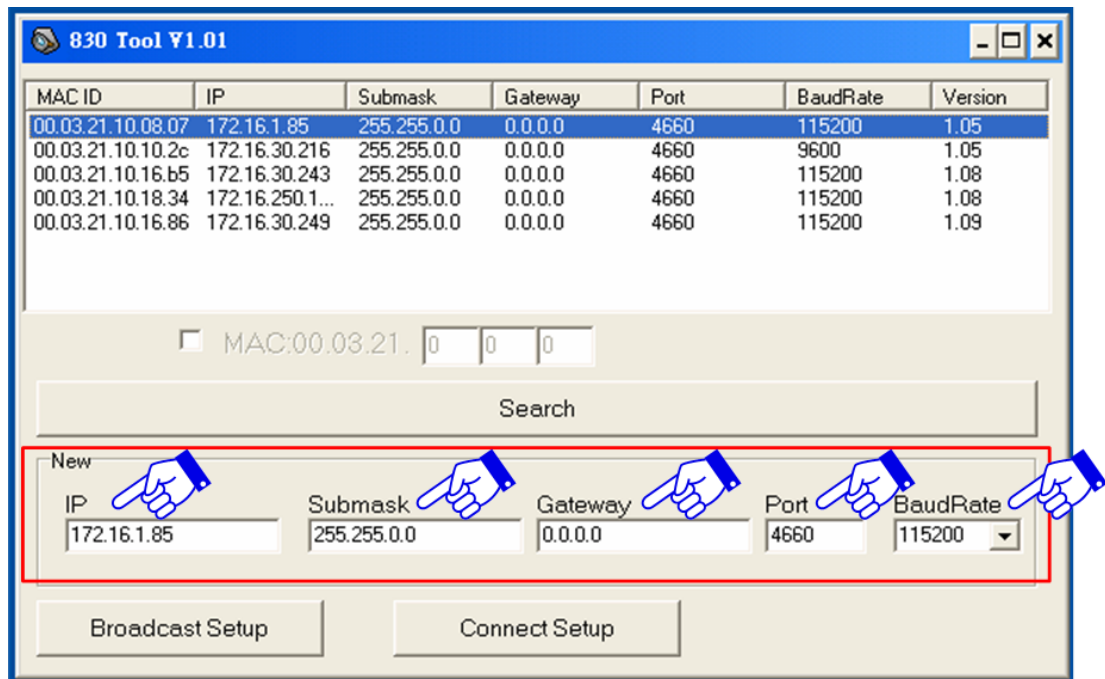 830 Tool V1.01
MAC ID IP Submask Gateway Port BaudRate Version
00.03.21.10.08.07 172.16.1.85 255.255.0.0 0.0.0.0 4660 115200 1.05
00.03.21.10.10.2c 172.16.30.216 255.255.0.0 0.0.0.0 4660 9600 1.05
00.03.21.10.16.b5 172.16.30.243 255.255.0.0 0.0.0.0 4660 115200 1.08
00.03.21.10.18.34 172.16.250.1... 255.255.0.0 0.0.0.0 4660 115200 1.08
00.03.21.10.16.86 172.16.30.249 255.255.0.0 0.0.0.0 4660 115200 1.09
MAC:00.03.21. 0 0 0
Search
New
IP Submask Gateway Port BaudRate
172.16.1.85 255.255.0.0 0.0.0.0 4660 115200
Broadcast Setup Connect Setup